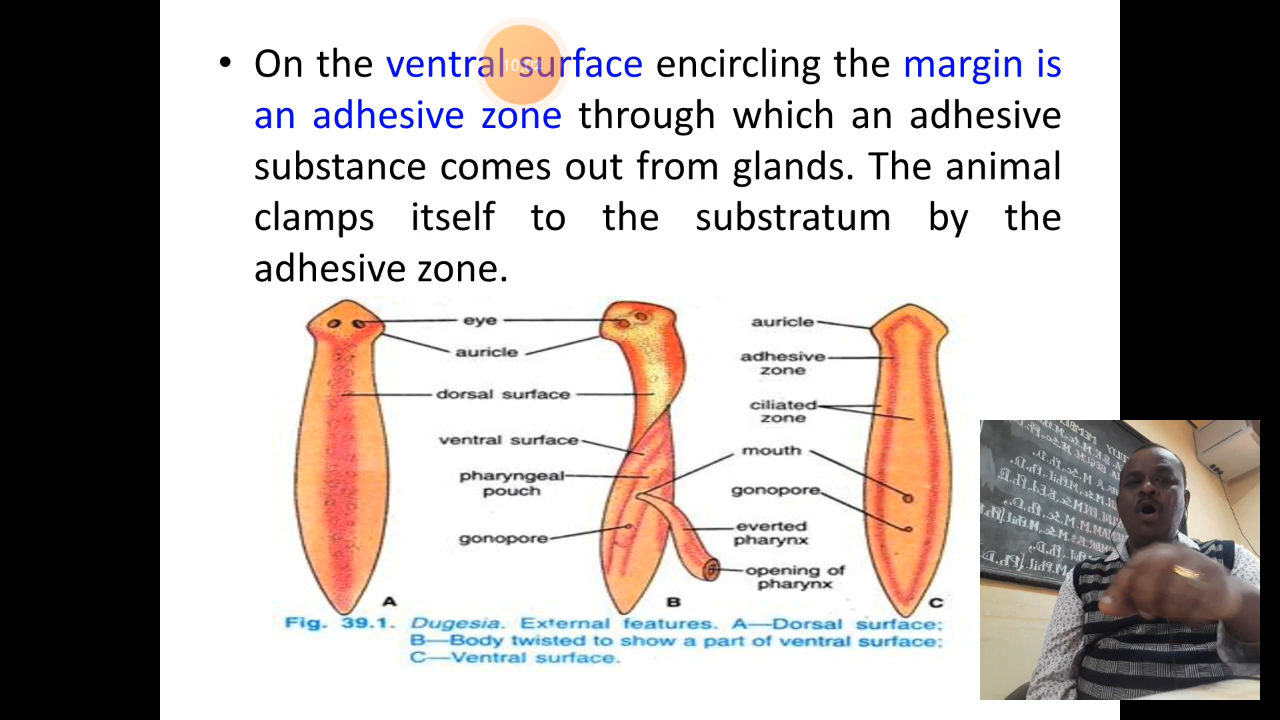 • On the ventral surface encircling the margin is
an adhesive zone through which an adhesive
substance comes out from glands. The animal
clamps itself to the substratum by the
adhesive zone.
eye
auricle
dorsal surface
ventral surface
pharyngeal
pouch
gonopore
auricle
adhesive
zone
ciliated
zone
mouth
gonopore
everted
pharynx
opening of
pharynx
A
B
C
Fig. 39.1. Dugesia. External features. A—Dorsal surface;
B—Body twisted to show a part of ventral surface;
C—Ventral surface.